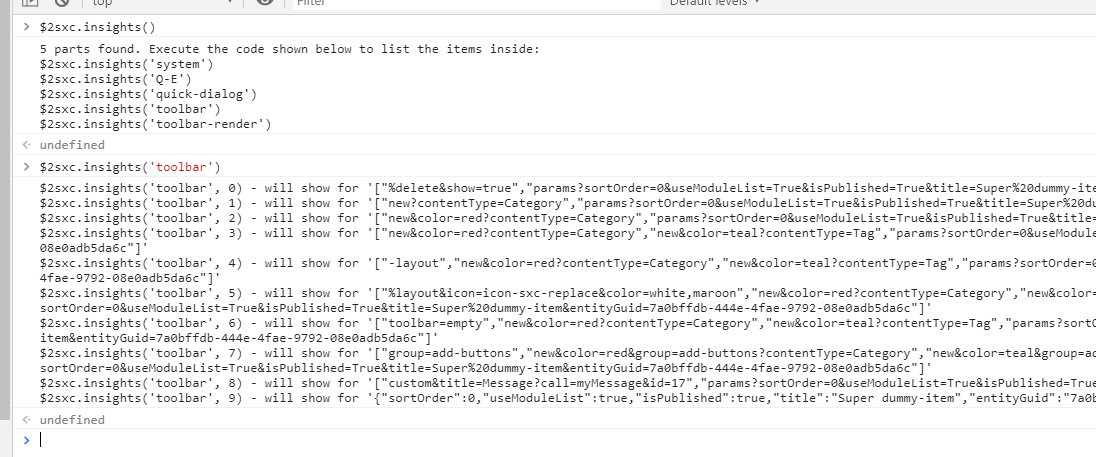 top Filter Default levels
$2sxc.insights()
5 parts found. Execute the code shown below to list the items inside:
$2sxc.insights('system')
$2sxc.insights('Q-E')
$2sxc.insights('quick-dialog')
$2sxc.insights('toolbar')
$2sxc.insights('toolbar-render')
undefined
$2sxc.insights('toolbar')
$2sxc.insights('toolbar', 0) - will show for '["%delete&show=true","params?sortOrder=0&useModuleList=True&isPublished=True&title=Super%20dummy-ite
$2sxc.insights('toolbar', 1) - will show for '["new?contentType=Category","params?sortOrder=0&useModuleList=True&isPublished=True&title=Super%20du
$2sxc.insights('toolbar', 2) - will show for '["new&color=red?contentType=Category","params?sortOrder=0&useModuleList=True&isPublished=True&title=
$2sxc.insights('toolbar', 3) - will show for '["new&color=red?contentType=Category","new&color=teal?contentType=Tag","params?sortOrder=0&useModu
08e0adb5da6c"]'
$2sxc.insights('toolbar', 4) - will show for '["-layout","new&color=red?contentType=Category","new&color=teal?contentType=Tag","params?sortOrder=0
4fae-9792-08e0adb5da6c"]'
$2sxc.insights('toolbar', 5) - will show for '["%layout&icon=icon-sxc-replace&color=white,maroon","new&color=red?contentType=Category","new&color=
sortOrder=0&useModuleList=True&isPublished=True&title=Super%20dummy-item&entityGuid=7a0bffdb-444e-4fae-9792-08e0adb5da6c"]'
$2sxc.insights('toolbar', 6) - will show for '["toolbar=empty","new&color=red?contentType=Category","new&color=teal?contentType=Tag","params?sortO
item&entityGuid=7a0bffdb-444e-4fae-9792-08e0adb5da6c"]'
$2sxc.insights('toolbar', 7) - will show for '["group=add-buttons","new&color=red&group=add-buttons?contentType=Category","new&color=teal&group=ad
sortOrder=0&useModuleList=True&isPublished=True&title=Super%20dummy-item&entityGuid=7a0bffdb-444e-4fae-9792-08e0adb5da6c"]'
$2sxc.insights('toolbar', 8) - will show for '["custom&title=Message?call=myMessage&id=17","params?sortOrder=0&useModuleList=True&isPublished=True
$2sxc.insights('toolbar', 9) - will show for '{"sortOrder":0,"useModuleList":true,"isPublished":true,"title":"Super dummy-item","entityGuid":"7a0b
undefined